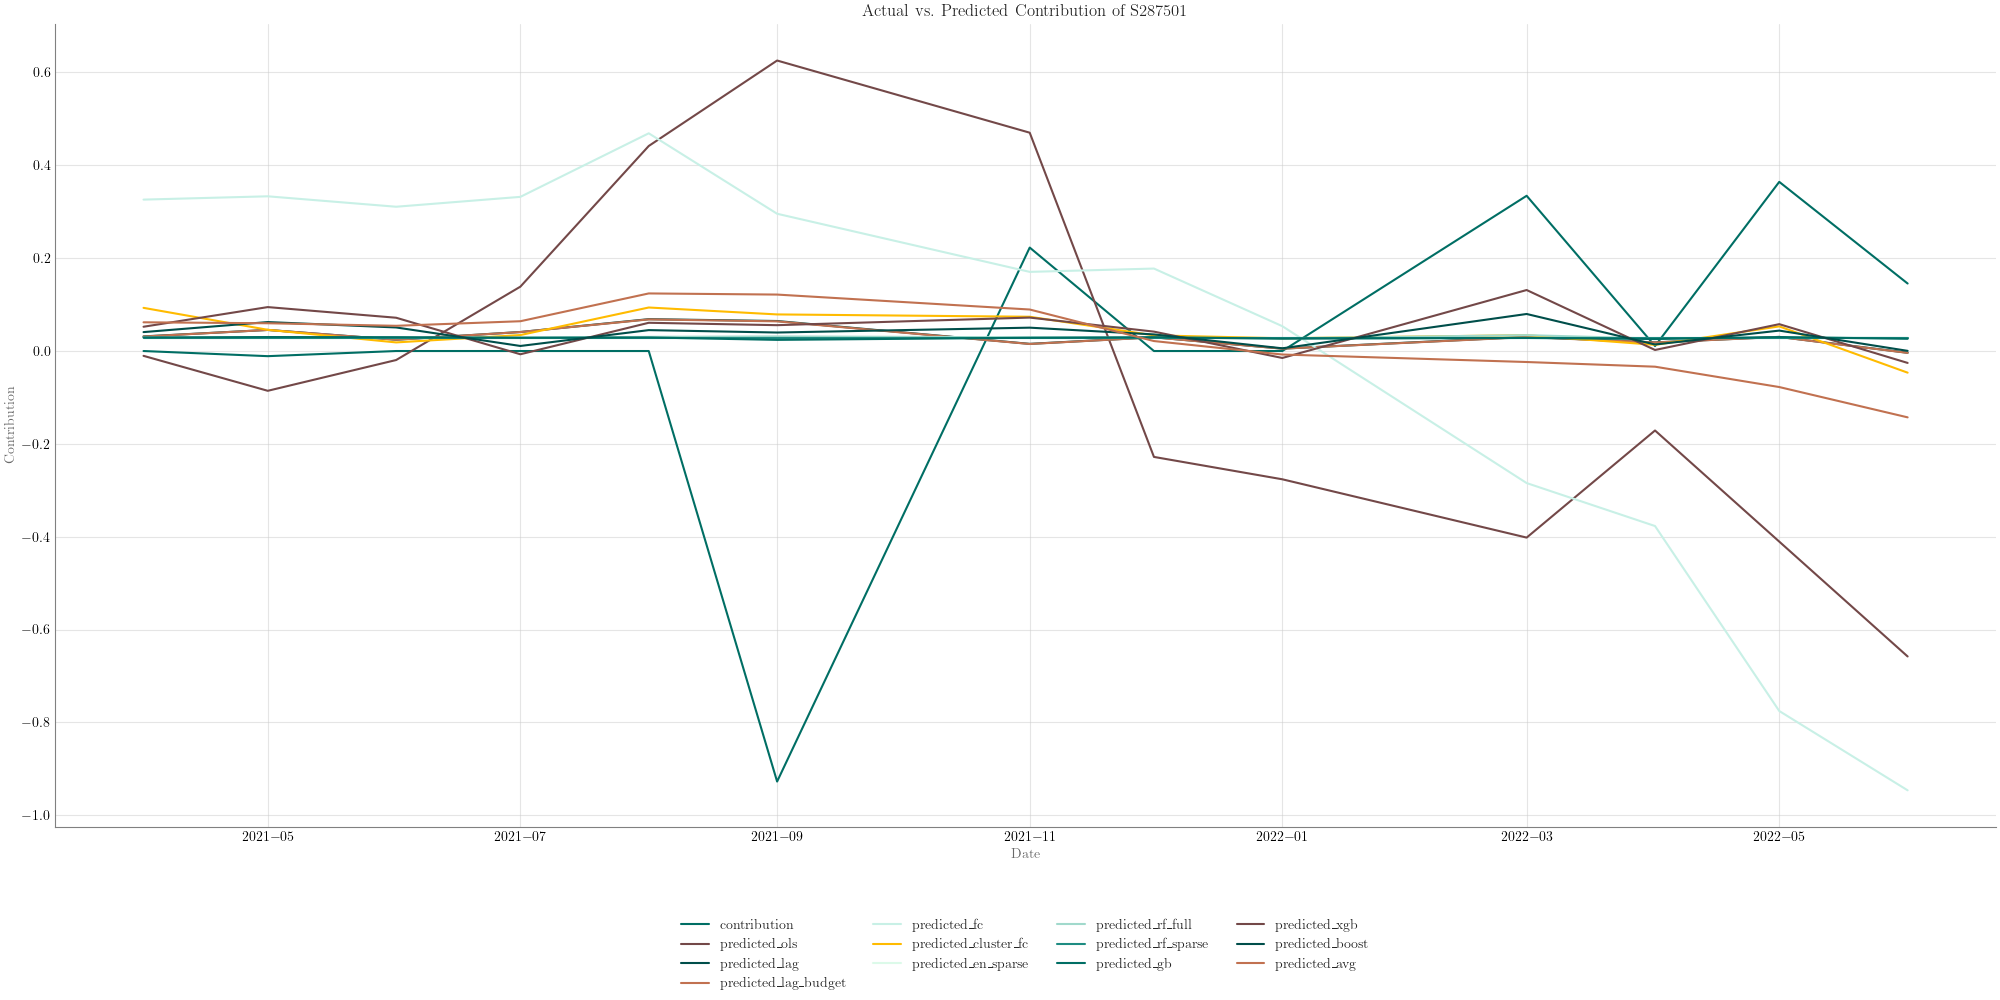 Actual vs. Predicted Contribution of S287501
0.6
0.4
0.2
0.0
−0.2
−0.4
−0.6
−0.8
−1.0
Contribution
2021−05 2021−07 2021−09 2021−11 2022−01 2022−03 2022−05
Date
contribution predicted_fc predicted_rf_full predicted_xgb
predicted_ols predicted_cluster_fc predicted_rf_sparse predicted_boost
predicted_lag predicted_en_sparse predicted_gb predicted_avg
predicted_lag_budget